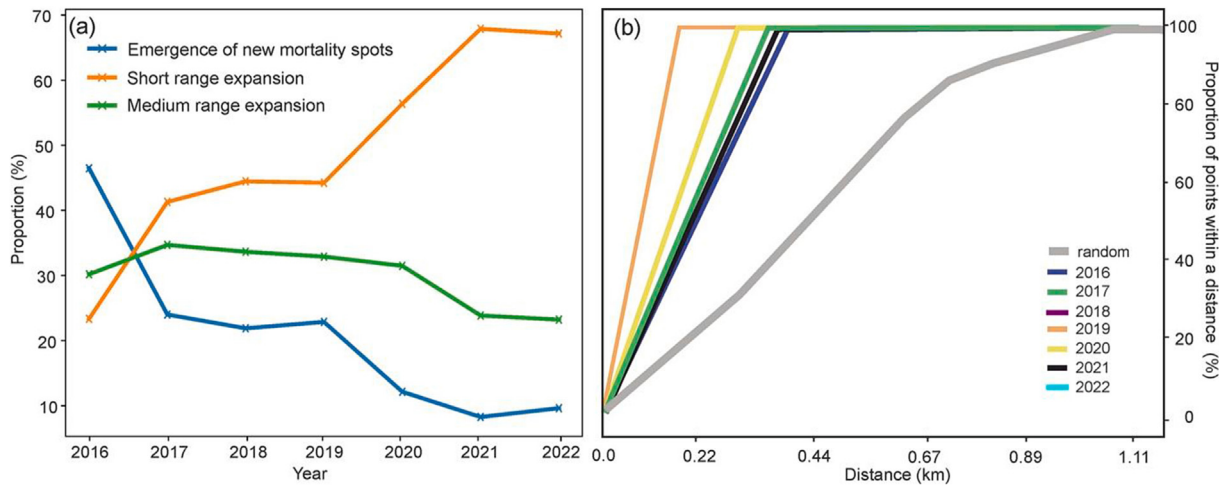 (a)
Emergence of new mortality spots
Short range expansion
Medium range expansion
70
60
50
40
30
20
10
Proportion (%)
2016 2017 2018 2019 2020 2021 2022
Year
(b)
random
2016
2017
2018
2019
2020
2021
2022
100
60
60
40
20
0
Proportion of points within a distance (%)
0.0 0.22 0.44 0.67 0.89 1.11
Distance (km)